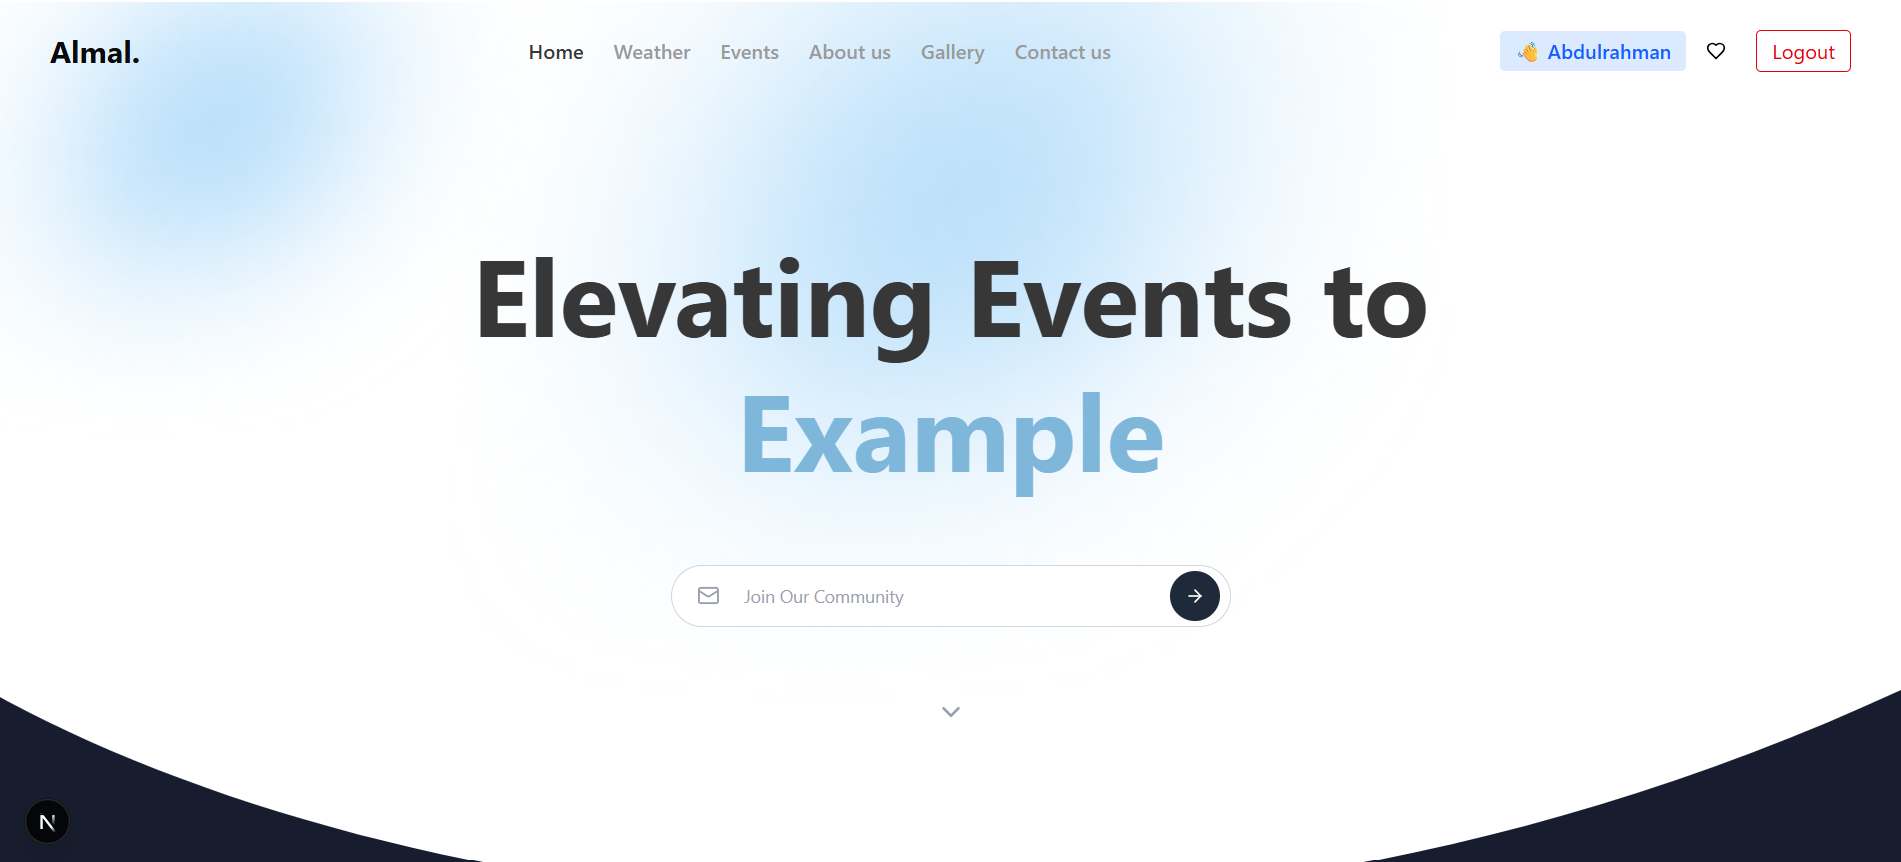 Almal.
Home Weather Events About us Gallery Contact us
👋 Abdulrahman
Logout
Elevating Events to
Example
Join Our Community
N